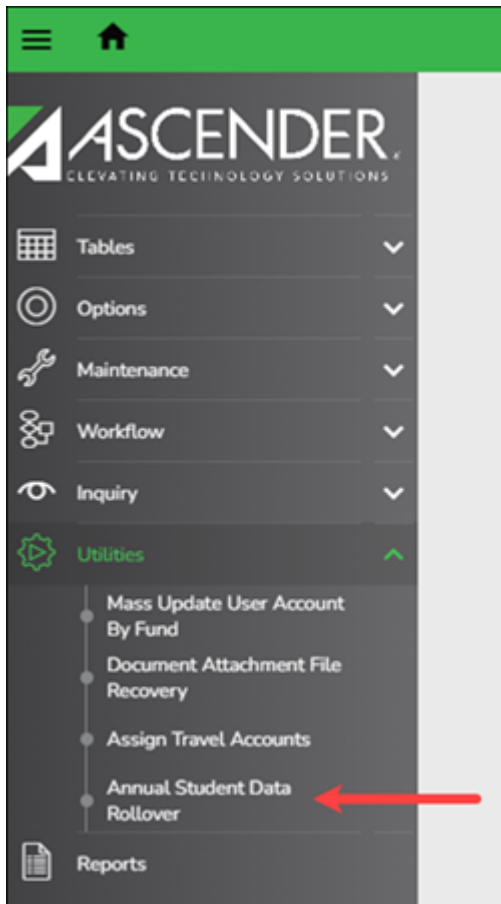 ASCENDER
ELEVATING TECHNOLOGY SOLUTIONS
Tables
Options
Maintenance
Workflow
Inquiry
Utilities
Mass Update User Account
By Fund
Document Attachment File
Recovery
Assign Travel Accounts
Annual Student Data
Rollover
Reports